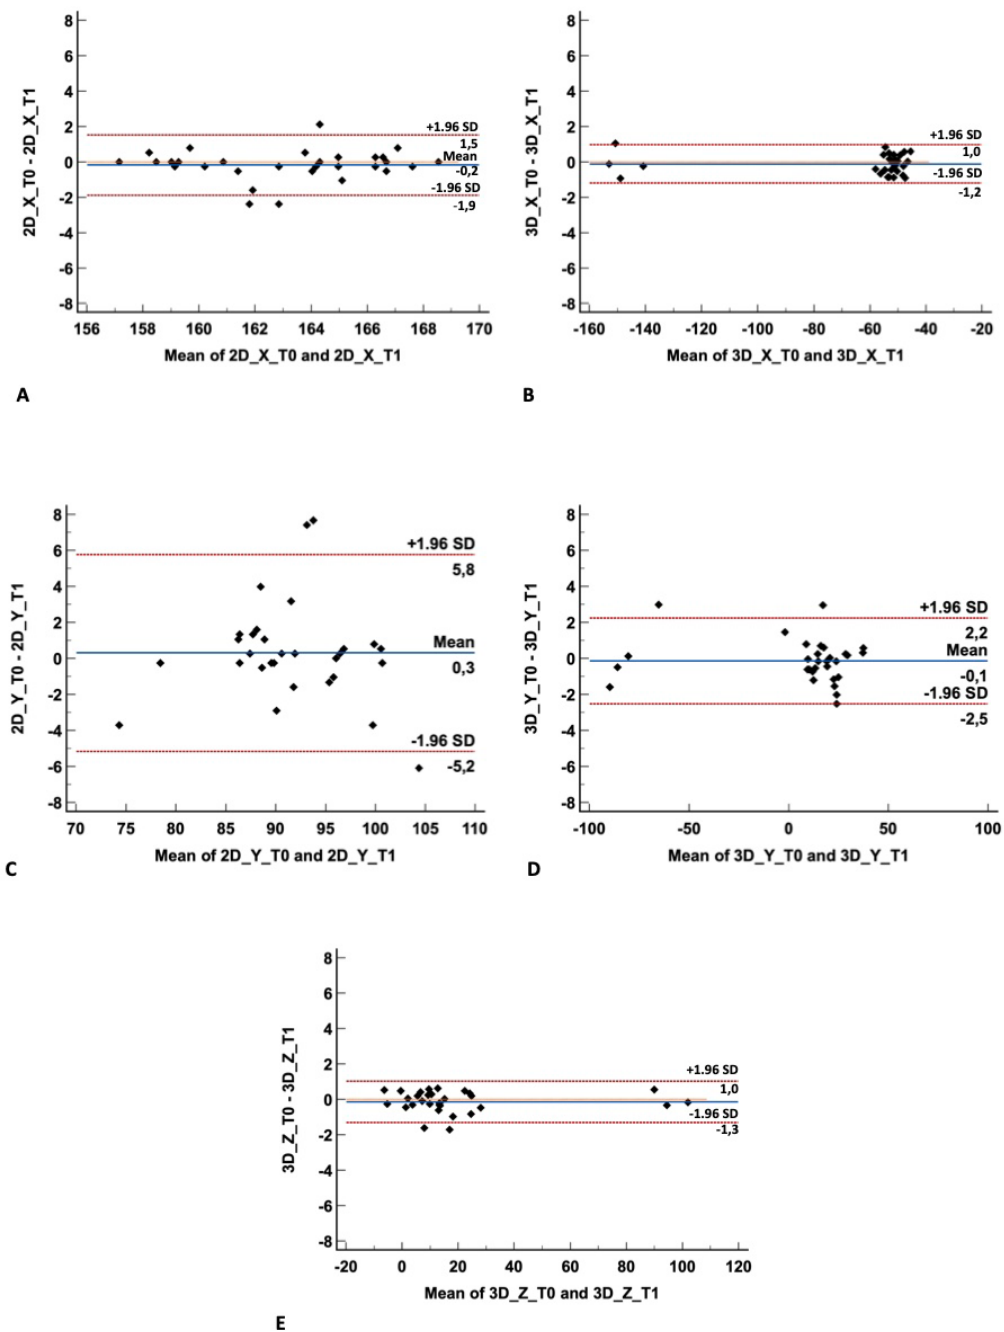 8
6
4
2
0
-2
-4
-6
-8
2D_X_T0 - 2D_X_T1
+1.96 SD
1,5
Mean
-0,2
-1.96 SD
-1,9
156 158 160 162 164 166 168 170
Mean of 2D_X_T0 and 2D_X_T1
A
8
6
4
2
0
-2
-4
-6
-8
3D_X_T0 - 3D_X_T1
+1.96 SD
1,0
-1.96 SD
-1,2
-160 -140 -120 -100 -80 -60 -40 -20
Mean of 3D_X_T0 and 3D_X_T1
B
8
6
4
2
0
-2
-4
-6
-8
2D_Y_T0 - 2D_Y_T1
+1.96 SD
5,8
Mean
0,3
-1.96 SD
-5,2
70 75 80 85 90 95 100 105 110
Mean of 2D_Y_T0 and 2D_Y_T1
C
8
6
4
2
0
-2
-4
-6
-8
3D_Y_T0 - 3D_Y_T1
+1.96 SD
2,2
Mean
-0,1
-1.96 SD
-2,5
-100 -50 0 50 100
Mean of 3D_Y_T0 and 3D_Y_T1
D
8
6
4
2
0
-2
-4
-6
-8
3D_Z_T0 - 3D_Z_T1
+1.96 SD
1,0
-1.96 SD
-1,3
-20 0 20 40 60 80 100 120
Mean of 3D_Z_T0 and 3D_Z_T1
E